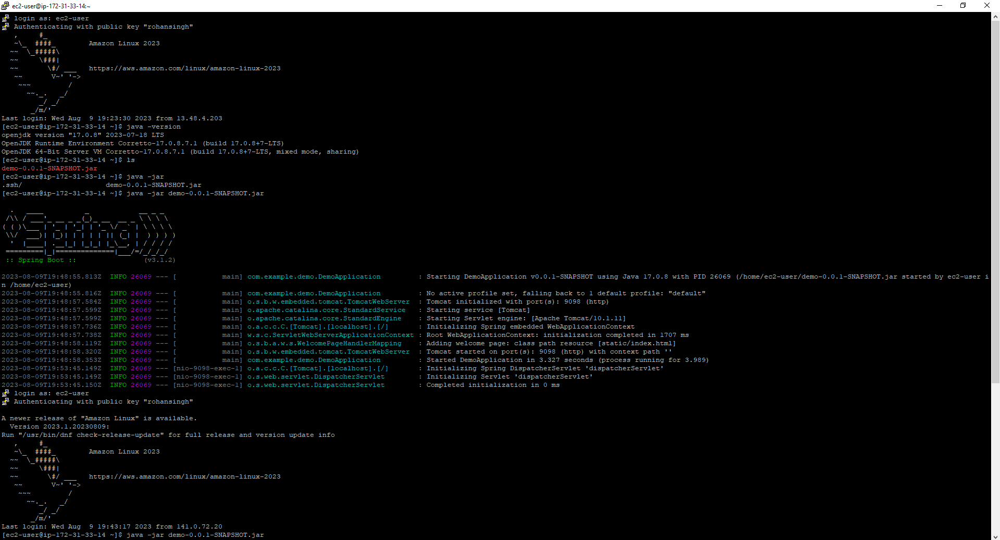 ec2-user@ip-172-31-33-14:~
login as: ec2-user
Authenticating with public key "rohansingh"
   ,     #_
   ~\_  ####_        Amazon Linux 2023
  ~~  \_#####\
  ~~     \###|
  ~~       \#/ ___   https://aws.amazon.com/linux/amazon-linux-2023
   ~~       V~' '->
    ~~~         /
      ~~._.   _/
         _/ _/
       _/m/'
Last login: Wed Aug  9 19:23:30 2023 from 13.48.4.203
[ec2-user@ip-172-31-33-14 ~]$ java -version
openjdk version "17.0.8" 2023-07-18 LTS
OpenJDK Runtime Environment Corretto-17.0.8.7.1 (build 17.0.8+7-LTS)
OpenJDK 64-Bit Server VM Corretto-17.0.8.7.1 (build 17.0.8+7-LTS, mixed mode, sharing)
[ec2-user@ip-172-31-33-14 ~]$ ls
demo-0.0.1-SNAPSHOT.jar
[ec2-user@ip-172-31-33-14 ~]$ java -jar
.ssh/                    demo-0.0.1-SNAPSHOT.jar
[ec2-user@ip-172-31-33-14 ~]$ java -jar demo-0.0.1-SNAPSHOT.jar
  .   ____          _            __ _ _
 /\\ / ___'_ __ _ _(_)_ __  __ _ \ \ \ \
( ( )\___ | '_ | '_| | '_ \/ _` | \ \ \ \
 \\/  ___)| |_)| | | | | || (_| |  ) ) ) )
  '  |____| .__|_| |_|_| |_\__, | / / / /
 =========|_|==============|___/=/_/_/_/
 :: Spring Boot ::                (v3.1.2)
2023-08-09T19:48:55.813Z  INFO 26069 --- [           main] com.example.demo.DemoApplication         : Starting DemoApplication v0.0.1-SNAPSHOT using Java 17.0.8 with PID 26069 (/home/ec2-user/demo-0.0.1-SNAPSHOT.jar started by ec2-user i
n /home/ec2-user)
2023-08-09T19:48:55.816Z  INFO 26069 --- [           main] com.example.demo.DemoApplication         : No active profile set, falling back to 1 default profile: "default"
2023-08-09T19:48:57.584Z  INFO 26069 --- [           main] o.s.b.w.embedded.tomcat.TomcatWebServer  : Tomcat initialized with port(s): 9098 (http)
2023-08-09T19:48:57.599Z  INFO 26069 --- [           main] o.apache.catalina.core.StandardService   : Starting service [Tomcat]
2023-08-09T19:48:57.599Z  INFO 26069 --- [           main] o.apache.catalina.core.StandardEngine    : Starting Servlet engine: [Apache Tomcat/10.1.11]
2023-08-09T19:48:57.736Z  INFO 26069 --- [           main] o.a.c.c.C.[Tomcat].[localhost].[/]       : Initializing Spring embedded WebApplicationContext
2023-08-09T19:48:57.738Z  INFO 26069 --- [           main] w.s.c.ServletWebServerApplicationContext : Root WebApplicationContext: initialization completed in 1707 ms
2023-08-09T19:48:58.119Z  INFO 26069 --- [           main] o.s.b.a.w.s.WelcomePageHandlerMapping    : Adding welcome page: class path resource [static/index.html]
2023-08-09T19:48:58.320Z  INFO 26069 --- [           main] o.s.b.w.embedded.tomcat.TomcatWebServer  : Tomcat started on port(s): 9098 (http) with context path ''
2023-08-09T19:48:58.353Z  INFO 26069 --- [           main] com.example.demo.DemoApplication         : Started DemoApplication in 3.327 seconds (process running for 3.989)
2023-08-09T19:53:45.149Z  INFO 26069 --- [nio-9098-exec-1] o.a.c.c.C.[Tomcat].[localhost].[/]       : Initializing Spring DispatcherServlet 'dispatcherServlet'
2023-08-09T19:53:45.149Z  INFO 26069 --- [nio-9098-exec-1] o.s.web.servlet.DispatcherServlet        : Initializing Servlet 'dispatcherServlet'
2023-08-09T19:53:45.150Z  INFO 26069 --- [nio-9098-exec-1] o.s.web.servlet.DispatcherServlet        : Completed initialization in 0 ms
login as: ec2-user
Authenticating with public key "rohansingh"
A newer release of "Amazon Linux" is available.
  Version 2023.1.20230809:
Run "/usr/bin/dnf check-release-update" for full release and version update info
   ,     #_
   ~\_  ####_        Amazon Linux 2023
  ~~  \_#####\
  ~~     \###|
  ~~       \#/ ___   https://aws.amazon.com/linux/amazon-linux-2023
   ~~       V~' '->
    ~~~         /
      ~~._.   _/
         _/ _/
       _/m/'
Last login: Wed Aug  9 19:43:17 2023 from 141.0.72.20
[ec2-user@ip-172-31-33-14 ~]$ java -jar demo-0.0.1-SNAPSHOT.jar